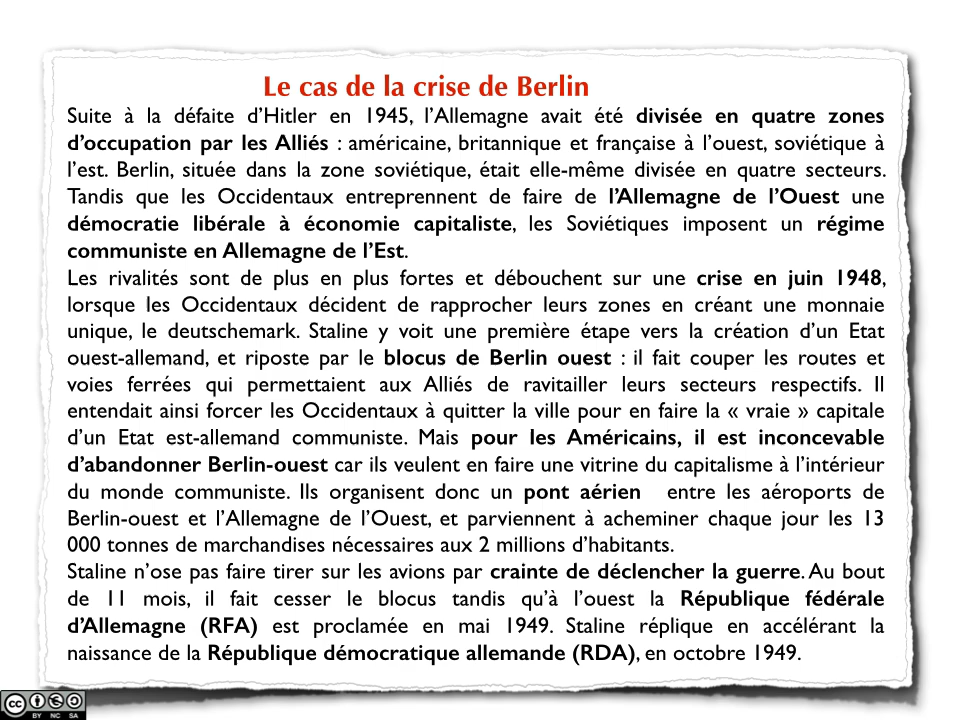 Le cas de la crise de Berlin
Suite à la défaite d’Hitler en 1945, l’Allemagne avait été divisée en quatre zones
d’occupation par les Alliés : américaine, britannique et française à l’ouest, soviétique à
l’est. Berlin, située dans la zone soviétique, était elle-même divisée en quatre secteurs.
Tandis que les Occidentaux entreprennent de faire de l’Allemagne de l’Ouest une
démocratie libérale à économie capitaliste, les Soviétiques imposent un régime
communiste en Allemagne de l’Est.
Les rivalités sont de plus en plus fortes et débouchent sur une crise en juin 1948,
lorsque les Occidentaux décident de rapprocher leurs zones en créant une monnaie
unique, le deutschemark. Staline y voit une première étape vers la création d’un Etat
ouest-allemand, et riposte par le blocus de Berlin ouest : il fait couper les routes et
voies ferrées qui permettaient aux Alliés de ravitailler leurs secteurs respectifs. Il
entendait ainsi forcer les Occidentaux à quitter la ville pour en faire la « vraie » capitale
d’un Etat est-allemand communiste. Mais pour les Américains, il est inconcevable
d’abandonner Berlin-ouest car ils veulent en faire une vitrine du capitalisme à l’intérieur
du monde communiste. Ils organisent donc un pont aérien entre les aéroports de
Berlin-ouest et l’Allemagne de l’Ouest, et parviennent à acheminer chaque jour les 13
000 tonnes de marchandises nécessaires aux 2 millions d’habitants.
Staline n’ose pas faire tirer sur les avions par crainte de déclencher la guerre. Au bout
de 11 mois, il fait cesser le blocus tandis qu’à l’ouest la République fédérale
d’Allemagne (RFA) est proclamée en mai 1949. Staline réplique en accélérant la
naissance de la République démocratique allemande (RDA), en octobre 1949.
cc
BY NC SA